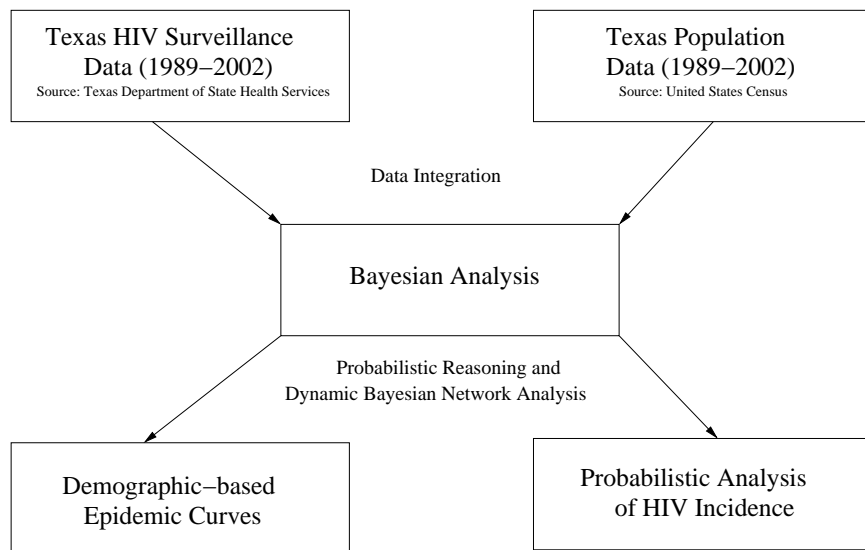 Texas HIV Surveillance
Data (1989−2002)
Source: Texas Department of State Health Services
Texas Population
Data (1989−2002)
Source: United States Census
Data Integration
Bayesian Analysis
Probabilistic Reasoning and
Dynamic Bayesian Network Analysis
Demographic−based
Epidemic Curves
Probabilistic Analysis
of HIV Incidence